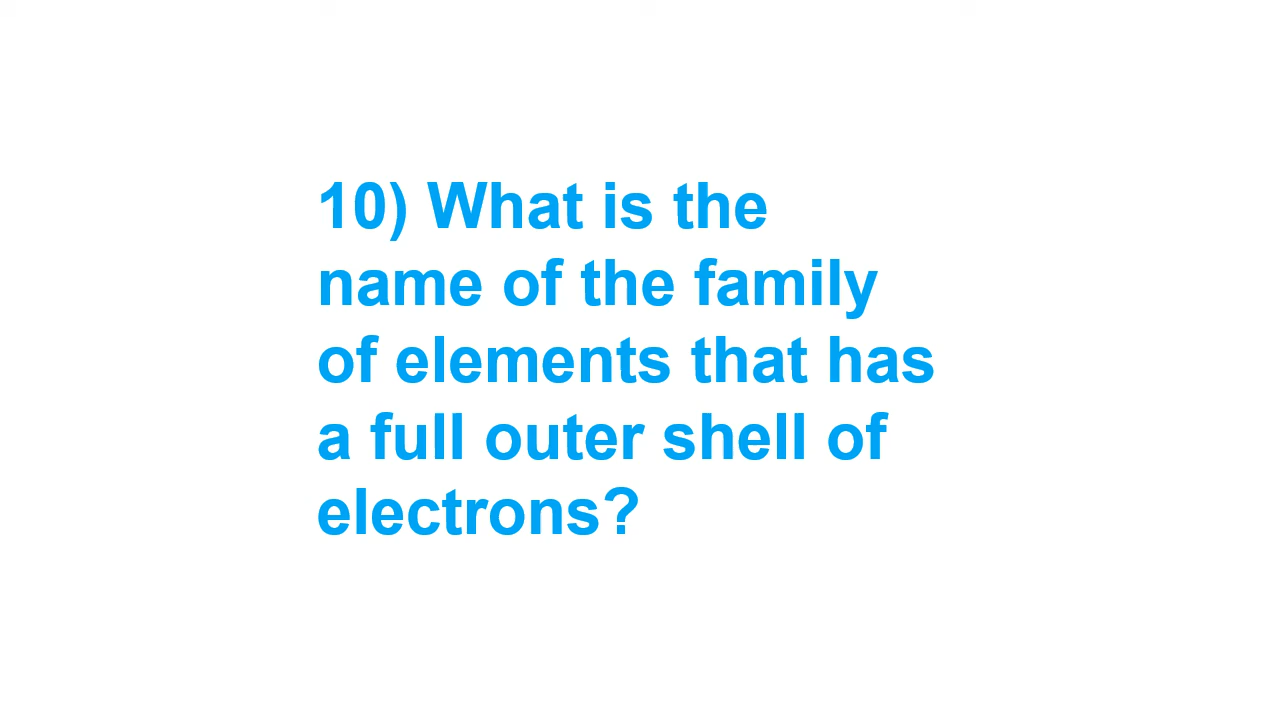 10) What is the
name of the family
of elements that has
a full outer shell of
electrons?